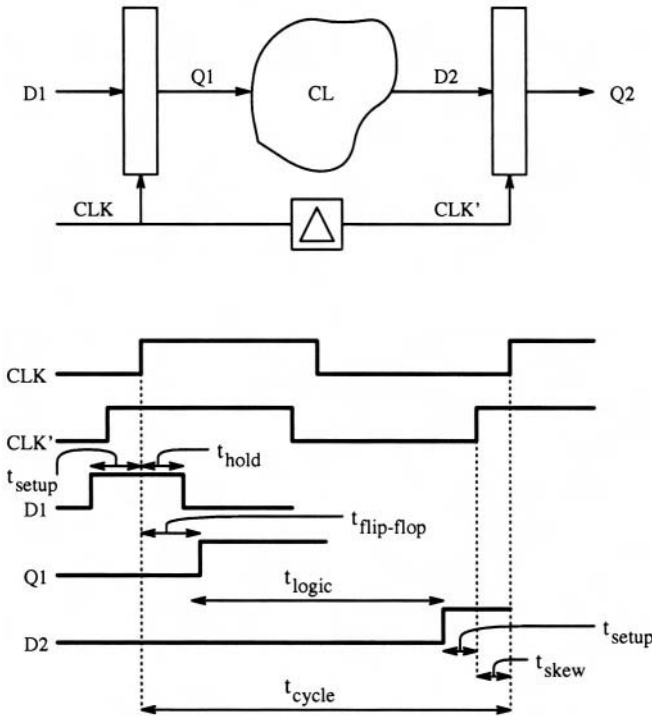 D1
Q1
CL
D2
Q2
CLK
Δ
CLK'
CLK
CLK'
t_setup
t_hold
D1
t_flip-flop
Q1
t_logic
D2
t_setup
t_skew
t_cycle